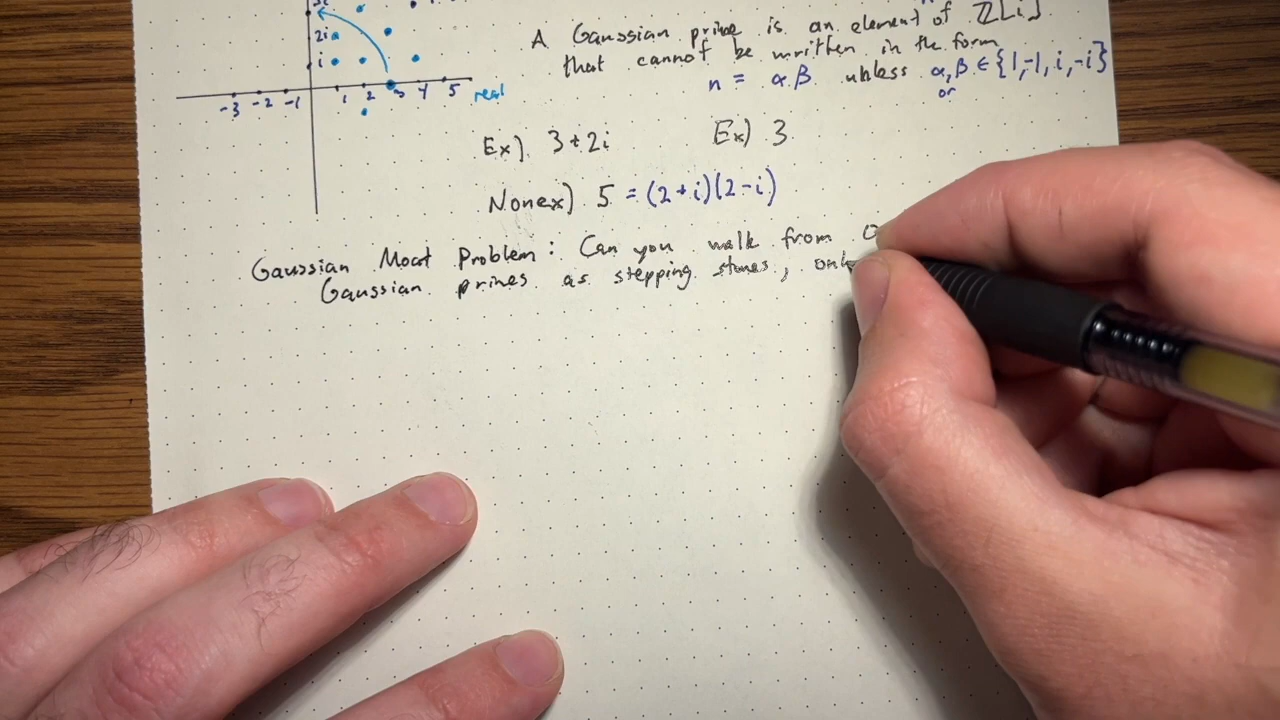 2i
i
-3 -2 -1 1 2 3 4 5 real
A Gaussian prime is an element of ℤ[i]
that cannot be written in the form
n = α β unless α, β ∈ {1,-1, i, -i}
or
Ex) 3+2i Ex) 3
Nonex) 5 = (2+i)(2-i)
Gaussian Moat Problem: Can you walk from
Gaussian primes as stepping stones, only